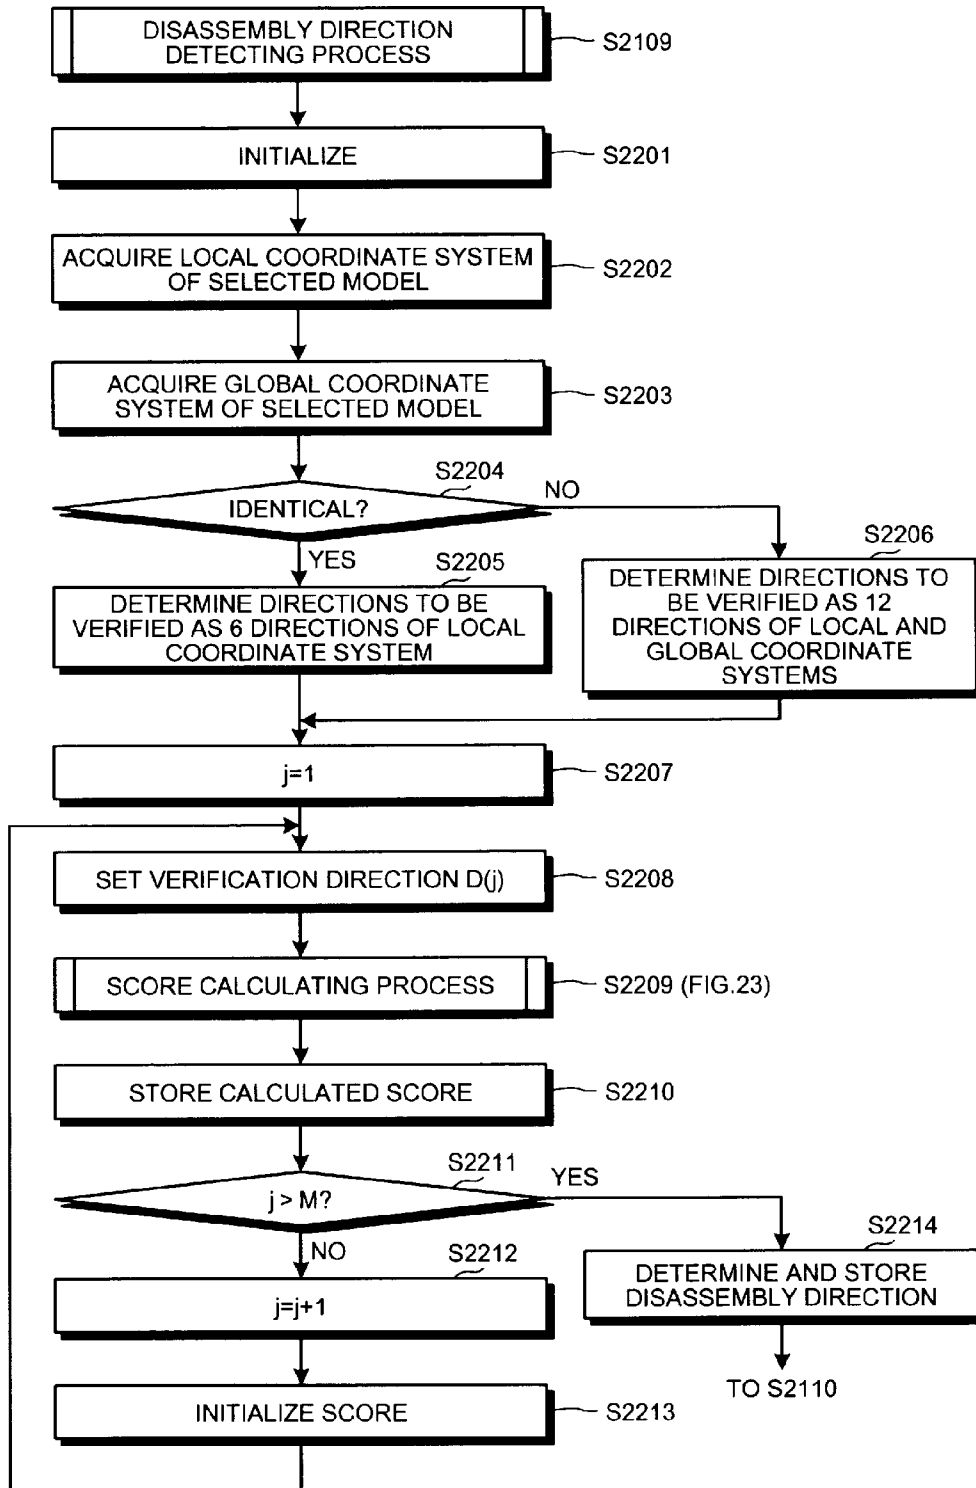 DISASSEMBLY DIRECTION
DETECTING PROCESS
S2109
INITIALIZE
S2201
ACQUIRE LOCAL COORDINATE SYSTEM
OF SELECTED MODEL
S2202
ACQUIRE GLOBAL COORDINATE
SYSTEM OF SELECTED MODEL
S2203
S2204
IDENTICAL?
NO
YES
S2205
DETERMINE DIRECTIONS TO BE
VERIFIED AS 6 DIRECTIONS OF LOCAL
COORDINATE SYSTEM
S2206
DETERMINE DIRECTIONS TO
BE VERIFIED AS 12
DIRECTIONS OF LOCAL AND
GLOBAL COORDINATE
SYSTEMS
j=1
S2207
SET VERIFICATION DIRECTION D(j)
S2208
SCORE CALCULATING PROCESS
S2209 (FIG.23)
STORE CALCULATED SCORE
S2210
S2211
j > M?
YES
NO
S2212
j=j+1
S2214
DETERMINE AND STORE
DISASSEMBLY DIRECTION
TO S2110
INITIALIZE SCORE
S2213